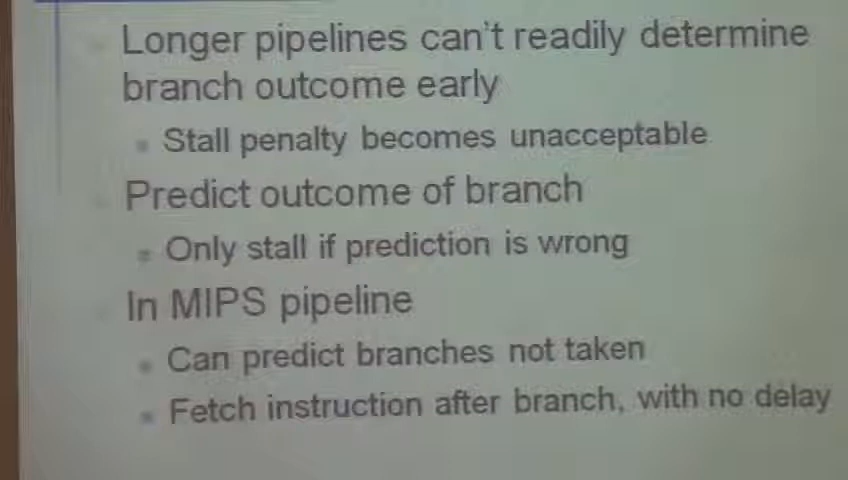 Longer pipelines can't readily determine
branch outcome early
Stall penalty becomes unacceptable
Predict outcome of branch
Only stall if prediction is wrong
In MIPS pipeline
Can predict branches not taken
Fetch instruction after branch, with no delay